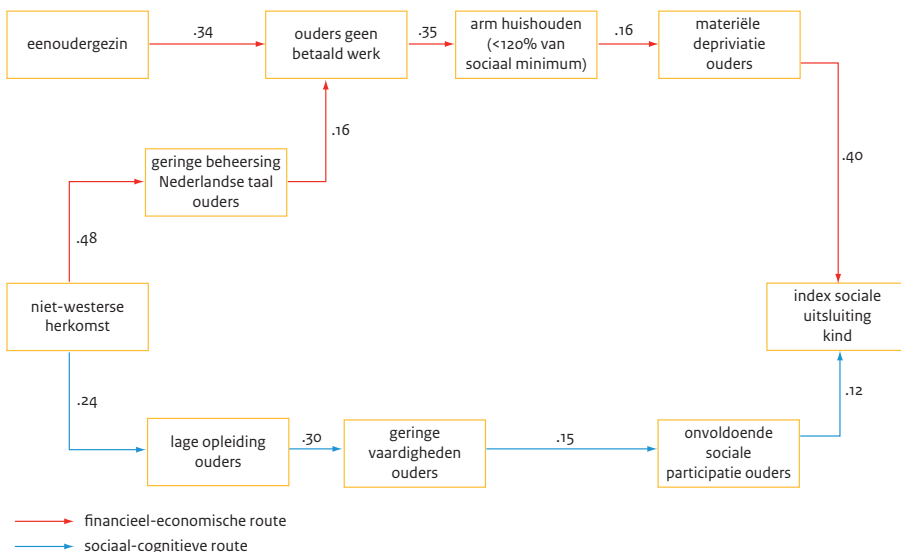 eenoudergezin
.34
ouders geen
betaald werk
.35
arm huishouden
(<120% van
sociaal minimum)
.16
materiële
depriviatie
ouders
.16
geringe beheersing
Nederlandse taal
ouders
.40
.48
niet-westerse
herkomst
index sociale
uitsluiting
kind
.24
.12
lage opleiding
ouders
.30
geringe
vaardigheden
ouders
.15
onvoldoende
sociale
participatie ouders
financieel-economische route
sociaal-cognitieve route